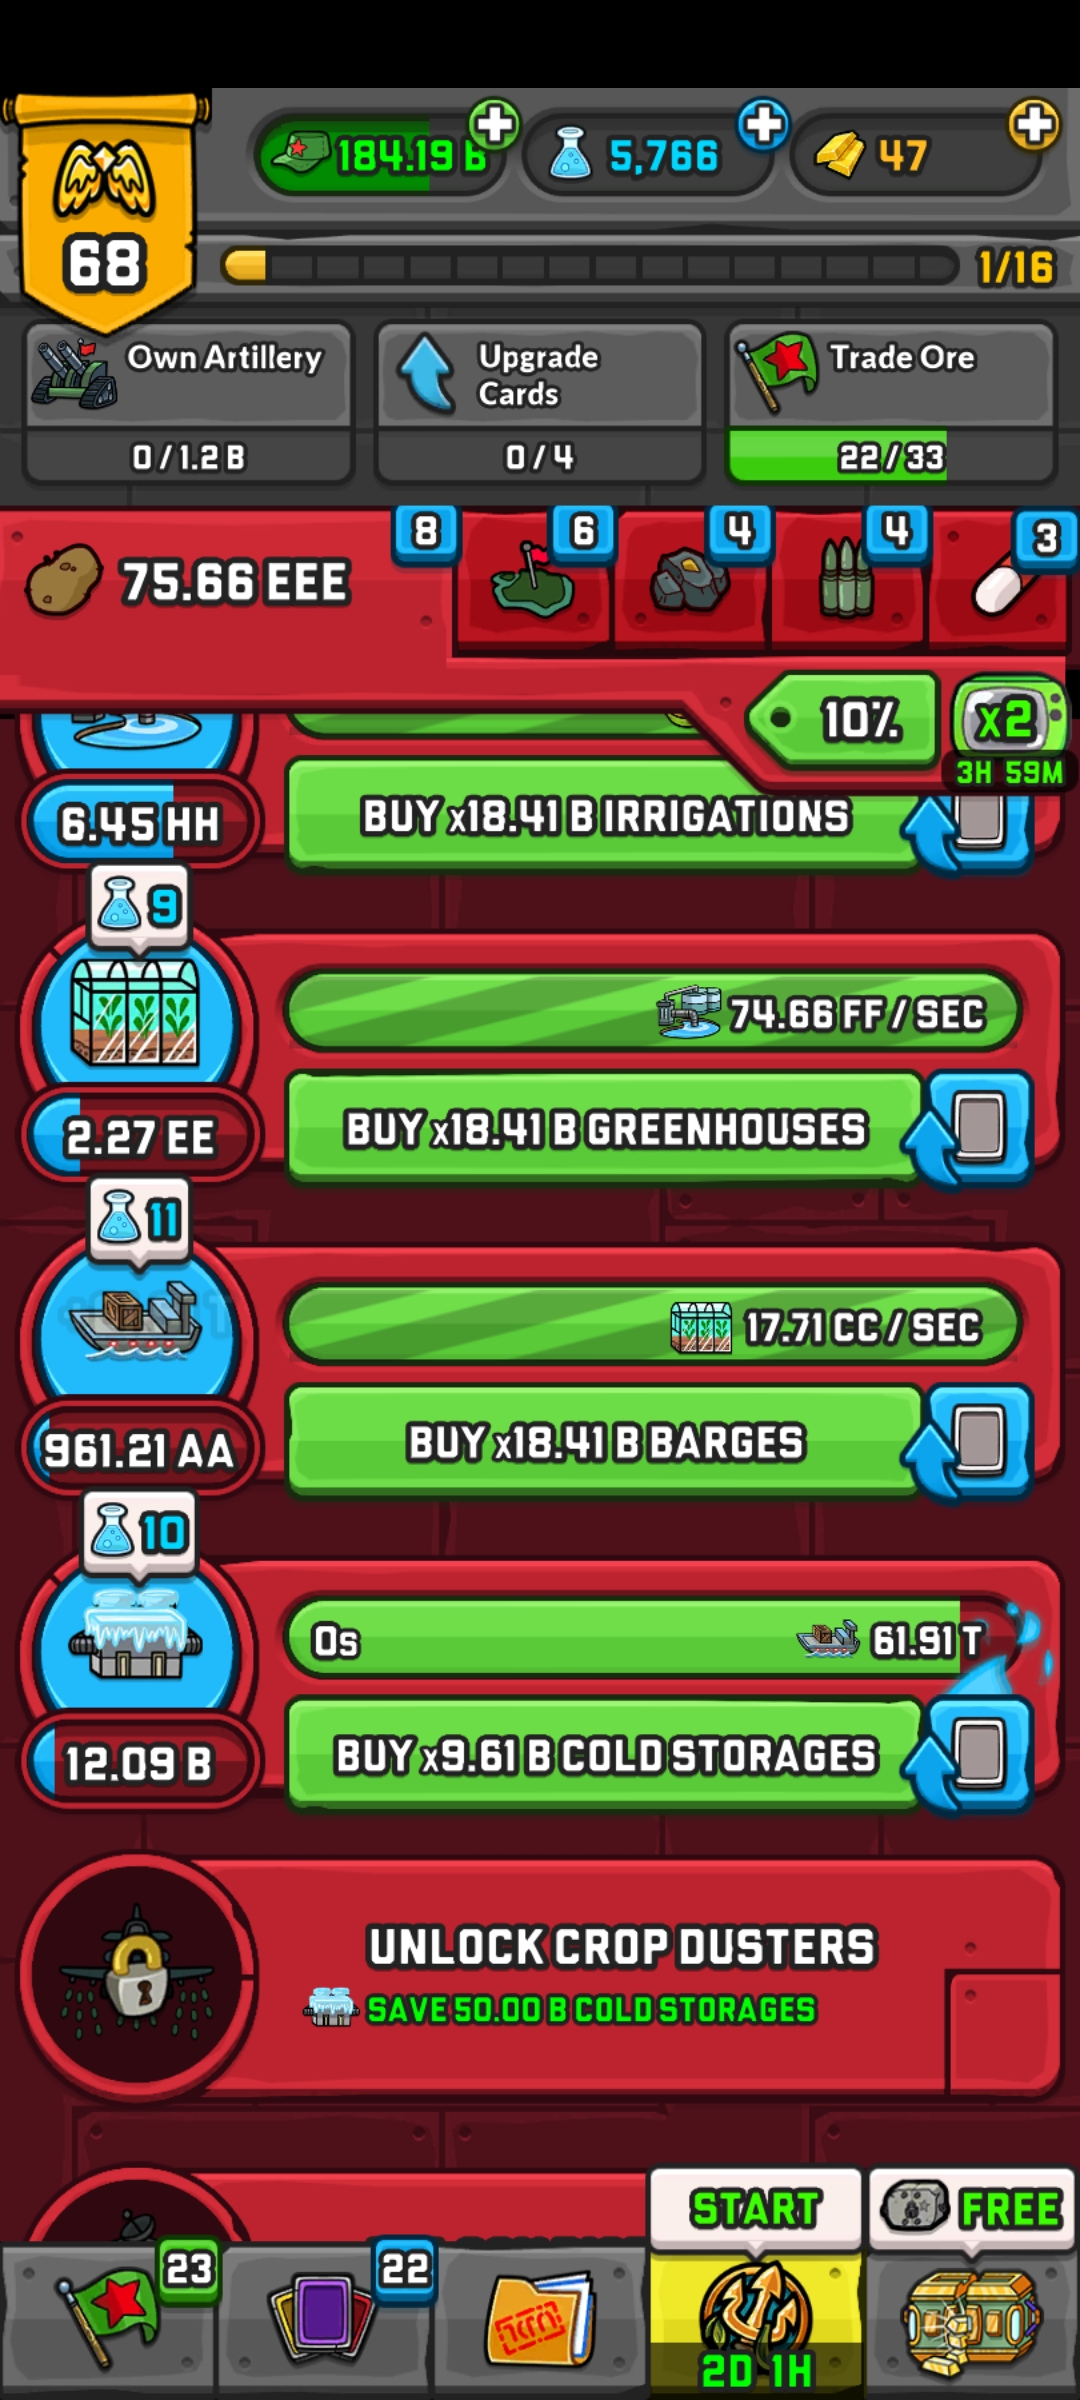 184.19 B
5,766
47
68
1/16
Own Artillery
0 / 1.2 B
Upgrade
Cards
0 / 4
Trade Ore
22 / 33
75.66 EEE
8
6
4
4
3
10%
x2
3H 59M
6.45 HH
BUY x18.41 B IRRIGATIONS
9
74.66 FF / SEC
2.27 EE
BUY x18.41 B GREENHOUSES
11
17.71 CC / SEC
961.21 AA
BUY x18.41 B BARGES
10
0s
61.91 T
12.09 B
BUY x9.61 B COLD STORAGES
UNLOCK CROP DUSTERS
SAVE 50.00 B COLD STORAGES
START
FREE
23
22
2D 1H